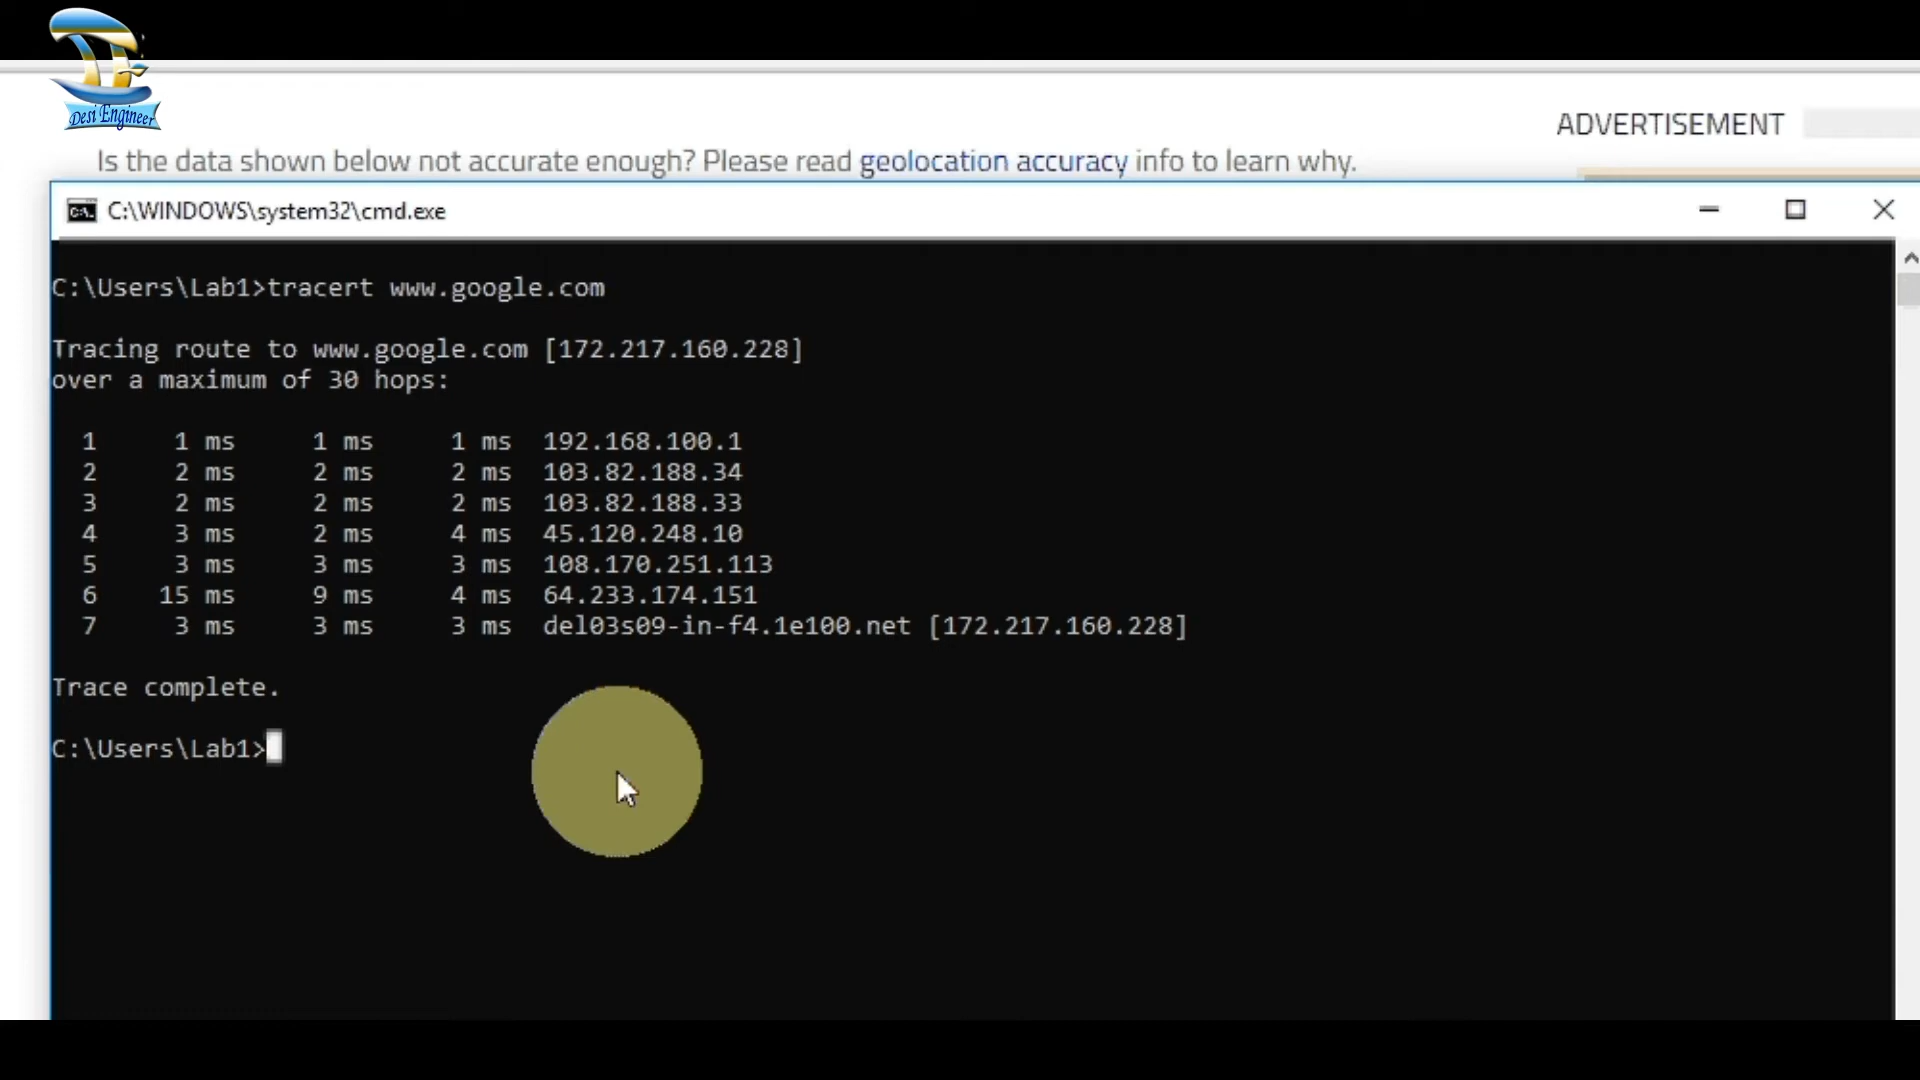 Desi Engineer
ADVERTISEMENT
Is the data shown below not accurate enough? Please read geolocation accuracy info to learn why.
C:\WINDOWS\system32\cmd.exe
C:\Users\Lab1>tracert www.google.com
Tracing route to www.google.com [172.217.160.228]
over a maximum of 30 hops:
1 1 ms 1 ms 1 ms 192.168.100.1
2 2 ms 2 ms 2 ms 103.82.188.34
3 2 ms 2 ms 2 ms 103.82.188.33
4 3 ms 2 ms 4 ms 45.120.248.10
5 3 ms 3 ms 3 ms 108.170.251.113
6 15 ms 9 ms 4 ms 64.233.174.151
7 3 ms 3 ms 3 ms del03s09-in-f4.1e100.net [172.217.160.228]
Trace complete.
C:\Users\Lab1>